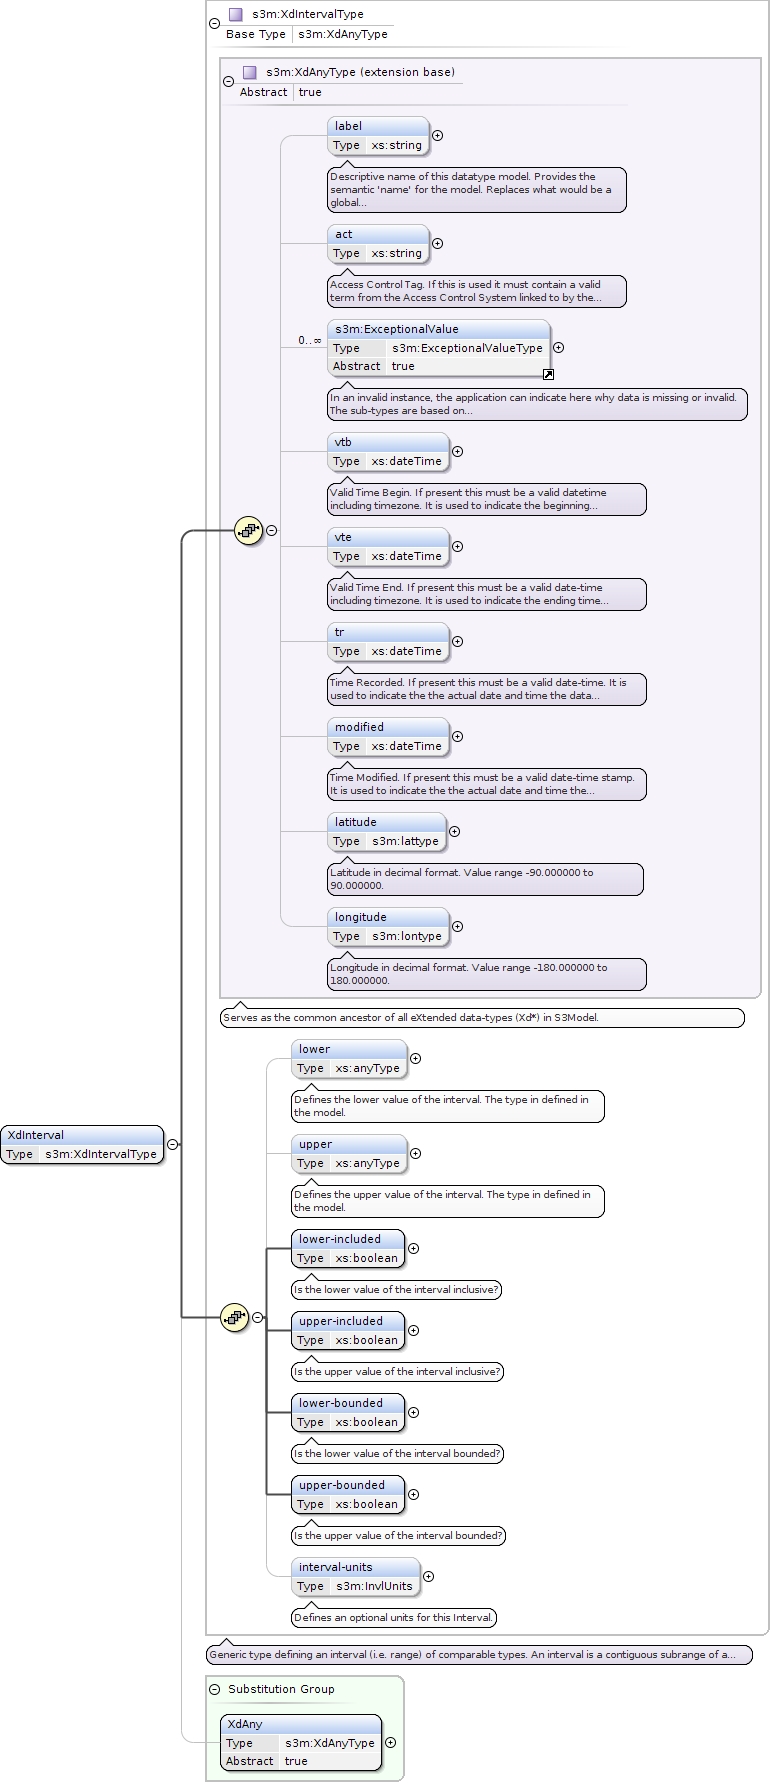 s3m:XdIntervalType
Base Type s3m:XdAnyType
s3m:XdAnyType (extension base)
Abstract true
label
Type xs:string
Descriptive name of this datatype model. Provides the
semantic 'name' for the model. Replaces what would be a
global...
act
Type xs:string
Access Control Tag. If this is used it must contain a valid
term from the Access Control System linked to by the...
0..∞
s3m:ExceptionalValue
Type s3m:ExceptionalValueType
Abstract true
In an invalid instance, the application can indicate here why data is missing or invalid.
The sub-types are based on...
vtb
Type xs:dateTime
Valid Time Begin. If present this must be a valid datetime
including timezone. It is used to indicate the beginning...
vte
Type xs:dateTime
Valid Time End. If present this must be a valid date-time
including timezone. It is used to indicate the ending time...
tr
Type xs:dateTime
Time Recorded. If present this must be a valid date-time. It is
used to indicate the the actual date and time the data...
modified
Type xs:dateTime
Time Modified. If present this must be a valid date-time stamp.
It is used to indicate the the actual date and time the...
latitude
Type s3m:lattype
Latitude in decimal format. Value range -90.000000 to
90.000000.
longitude
Type s3m:lontype
Longitude in decimal format. Value range -180.000000 to
180.000000.
Serves as the common ancestor of all eXtended data-types (Xd*) in S3Model.
lower
Type xs:anyType
Defines the lower value of the interval. The type in defined in
the model.
XdInterval
Type s3m:XdIntervalType
upper
Type xs:anyType
Defines the upper value of the interval. The type in defined in
the model.
lower-included
Type xs:boolean
Is the lower value of the interval inclusive?
upper-included
Type xs:boolean
Is the upper value of the interval inclusive?
lower-bounded
Type xs:boolean
Is the lower value of the interval bounded?
upper-bounded
Type xs:boolean
Is the upper value of the interval bounded?
interval-units
Type s3m:InvlUnits
Defines an optional units for this Interval.
Generic type defining an interval (i.e. range) of comparable types. An interval is a contiguous subrange of a...
Substitution Group
XdAny
Type s3m:XdAnyType
Abstract true